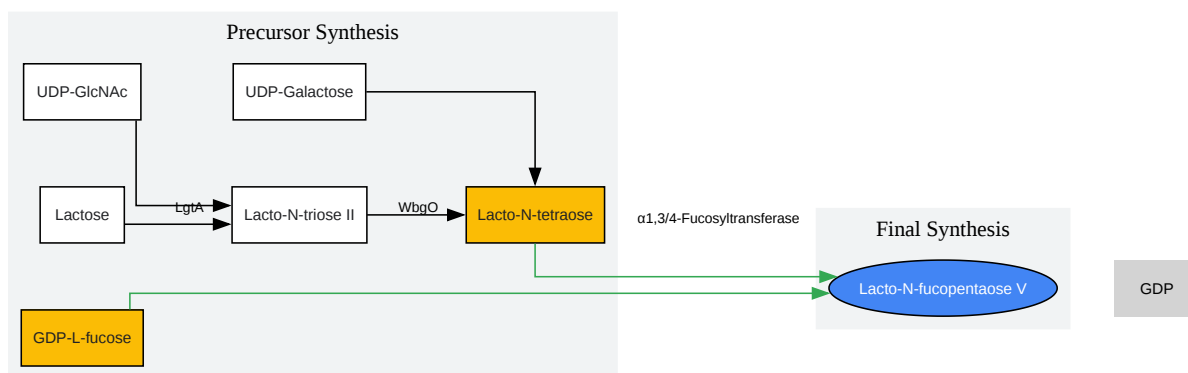 Precursor Synthesis
UDP-GlcNAc
UDP-Galactose
Lactose
LgtA
Lacto-N-triose II
WbgO
Lacto-N-tetraose
α1,3/4-Fucosyltransferase
Final Synthesis
Lacto-N-fucopentaose V
GDP
GDP-L-fucose